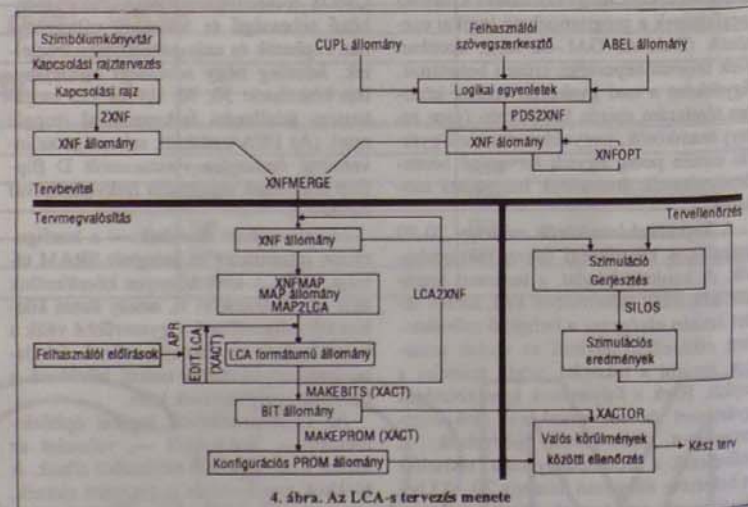 Szimbólumkönyvtár
Kapcsolási rajztervezés
Kapcsolási rajz
2XNF
XNF állomány
CUPL állomány
Felhasználói
szövegszerkesztő
ABEL állomány
Logikai egyenletek
PDS2XNF
XNF álomány
XNFOPT
XNFMERGE
Tervbevitel
Tervmegvalósítás
Tervellenőrzés
XNF állomány
XNFMAP
MAP állomány
MAP2LCA
LCA2XNF
Szimuláció
Gerjesztés
SILOS
Szimulációs
eredmények
Felhasználói előírások
APR
EDIT LCA
(XACT)
LCA formátumú állomány
MAKEBITS (XACT)
BIT állomány
MAKEPROM (XACT)
Konfigurációs PROM állomány
XACTOR
Valós körülmények
közötti ellenőrzés
Kész terv
4. ábra. Az LCA-s tervezés menete